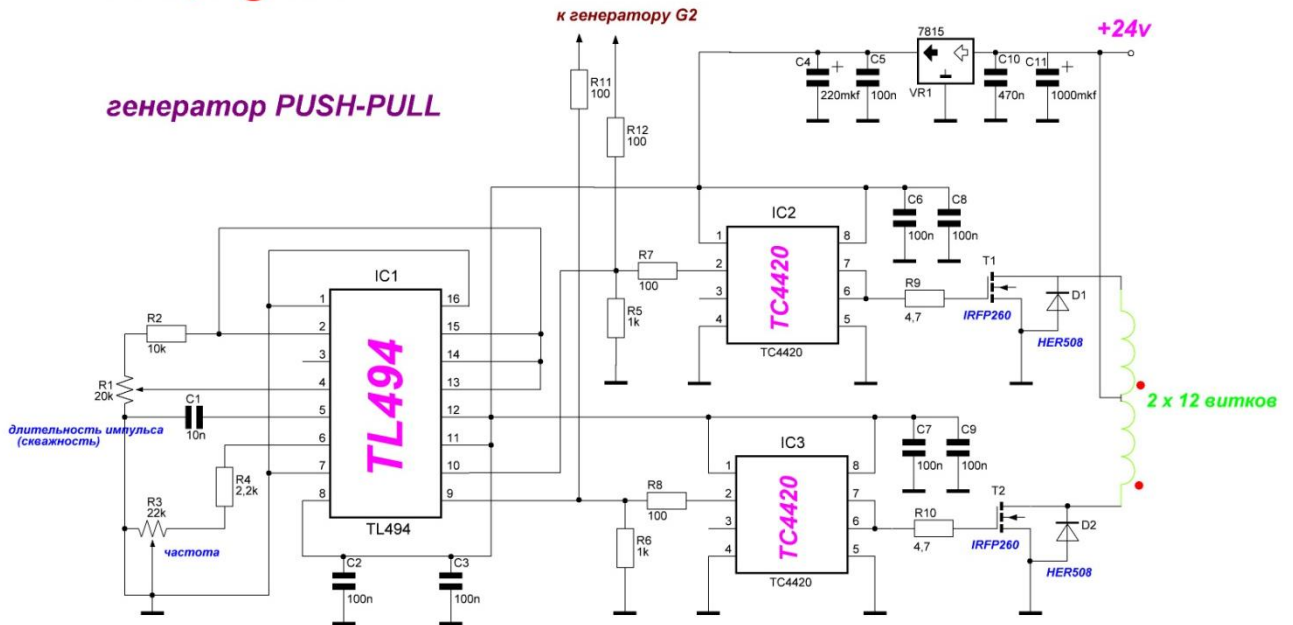 к генератору G2
+24v
генератор PUSH-PULL
R11
100
R12
100
C4
+
220mkf
C5
100n
7815
VR1
C10
470n
C11
+
1000mkf
IC2
1
2
3
4
8
7
6
5
TC4420
TC4420
C6
100n
C8
100n
R7
100
R5
1k
R9
4,7
T1
IRFP260
D1
HER508
2 x 12 витков
IC1
1
2
3
4
5
6
7
8
16
15
14
13
12
11
10
9
TL494
TL494
R2
10k
R1
20k
длительность импульса
(скважность)
C1
10n
R4
2,2k
R3
22k
частота
C2
100n
C3
100n
IC3
1
2
3
4
8
7
6
5
TC4420
TC4420
C7
100n
C9
100n
R8
100
R6
1k
R10
4,7
T2
IRFP260
D2
HER508